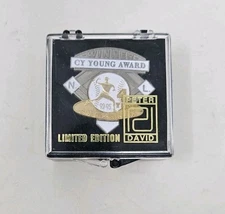 CY YOUNG AWARD
N L
PETER
DAVID
LIMITED EDITION